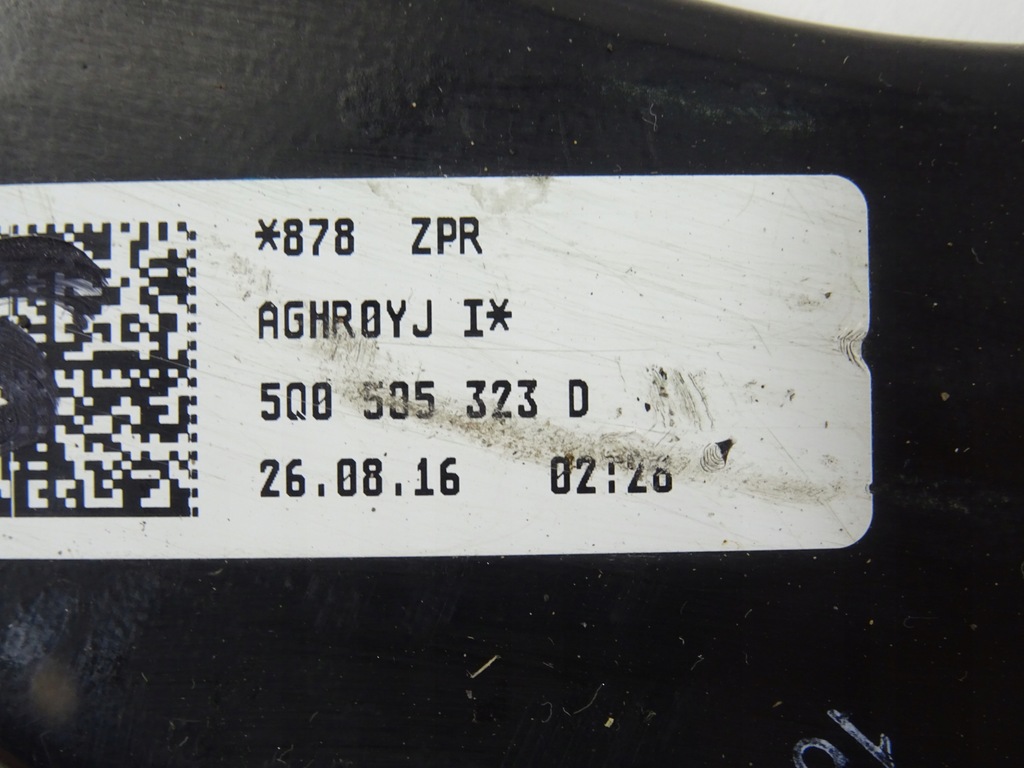 *878 ZPR
AGHR0YJ I*
5Q0 505 323 D
26.08.16 02:28